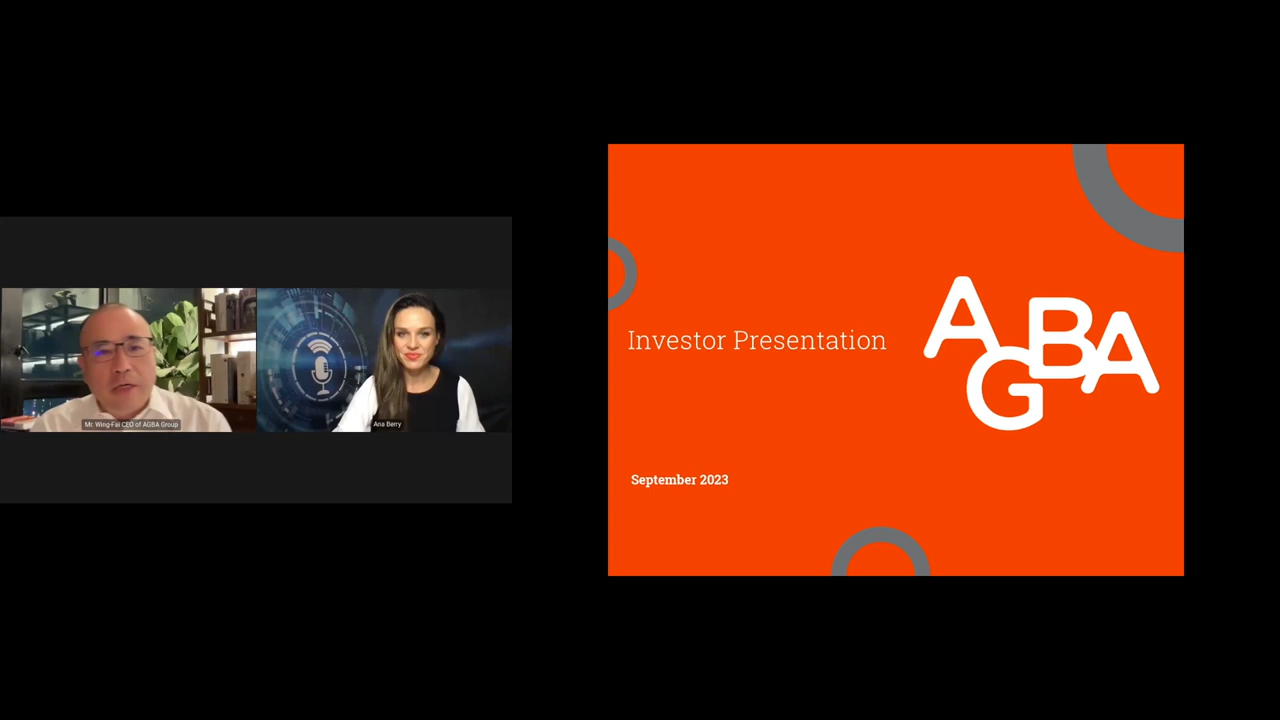 Mr. Wing-Fai CEO of AGBA Group
Ana Berry
Investor Presentation
AGBA
September 2023